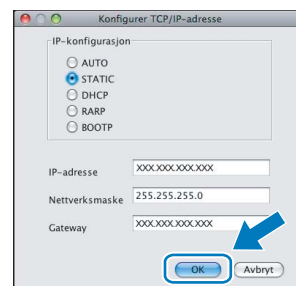 Konfigurer TCP/IP-adresse
IP-konfigurasjon
AUTO
STATIC
DHCP
RARP
BOOTP
IP-adresse XXX.XXX.XXX.XXX
Nettverksmaske 255.255.255.0
Gateway XXX.XXX.XXX.XXX
OK Avbryt